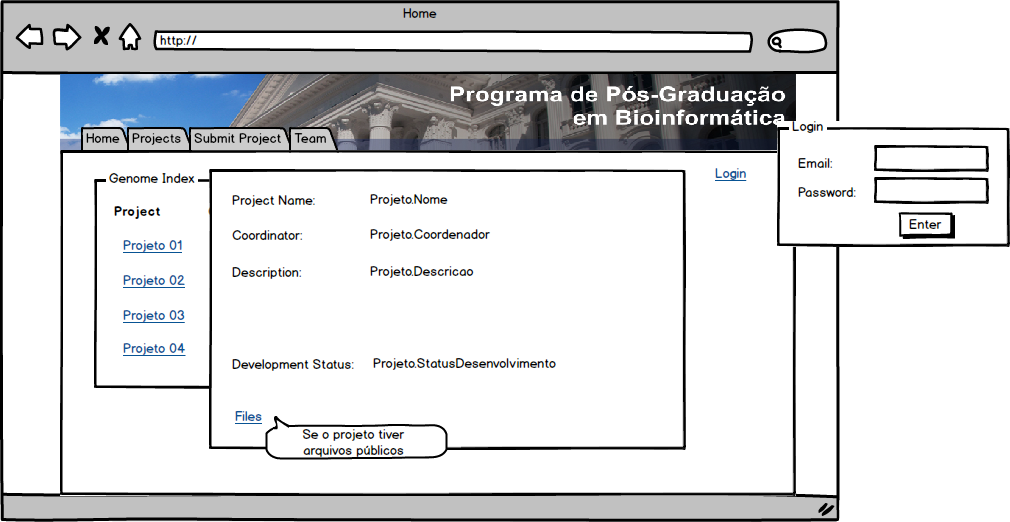 Home
http://
Programa de Pós-Graduação
em Bioinformática
Home
Projects
Submit Project
Team
Login
Email:
Password:
Enter
Login
Genome Index
Project
Projeto 01
Projeto 02
Projeto 03
Projeto 04
Project Name: Projeto.Nome
Coordinator: Projeto.Coordenador
Description: Projeto.Descricao
Development Status: Projeto.StatusDesenvolvimento
Files
Se o projeto tiver
arquivos públicos